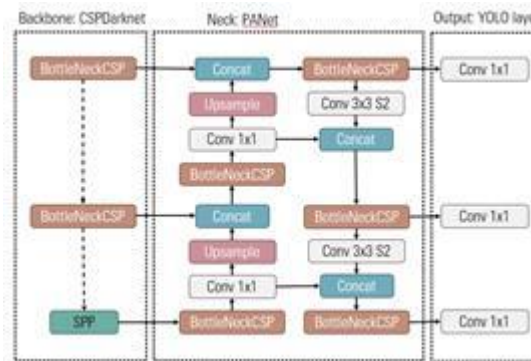 Backbone: CSPDarknet
Neck: PANet
Output: YOLO layer
BottleNeckCSP
Concat
BottleNeckCSP
Conv 1x1
Upsample
Conv 3x3 S2
Conv 1x1
Concat
BottleNeckCSP
BottleNeckCSP
Concat
BottleNeckCSP
Conv 1x1
Upsample
Conv 3x3 S2
Conv 1x1
Concat
SPP
BottleNeckCSP
BottleNeckCSP
Conv 1x1